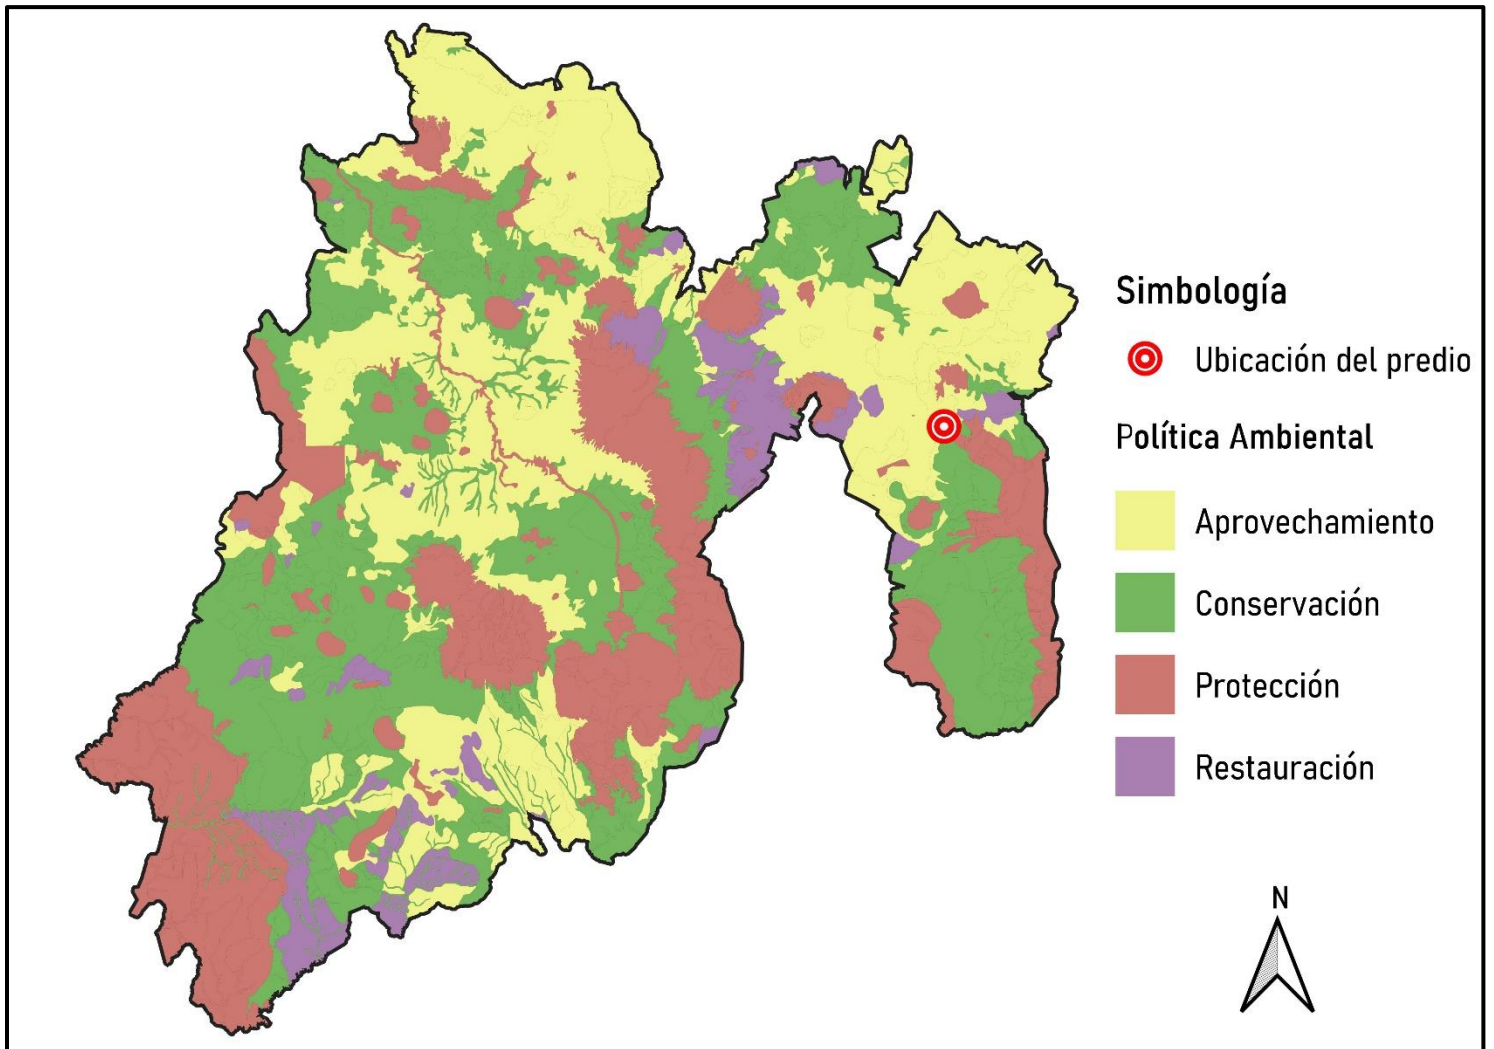 Simbología
Ubicación del predio
Política Ambiental
Aprovechamiento
Conservación
Protección
Restauración
N